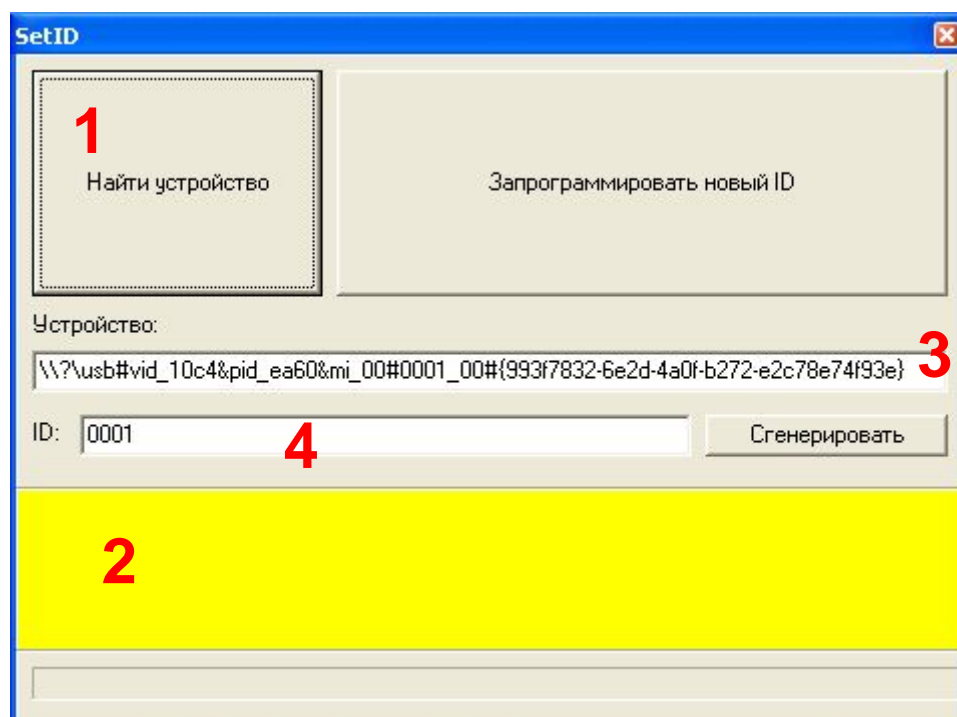 SetID
1
Найти устройство
Запрограммировать новый ID
Устройство:
\\?\usb#vid_10c4&pid_ea60&mi_00#0001_00#{993f7832-6e2d-4a0f-b272-e2c78e74f93e}
3
ID:
0001
4
Сгенерировать
2